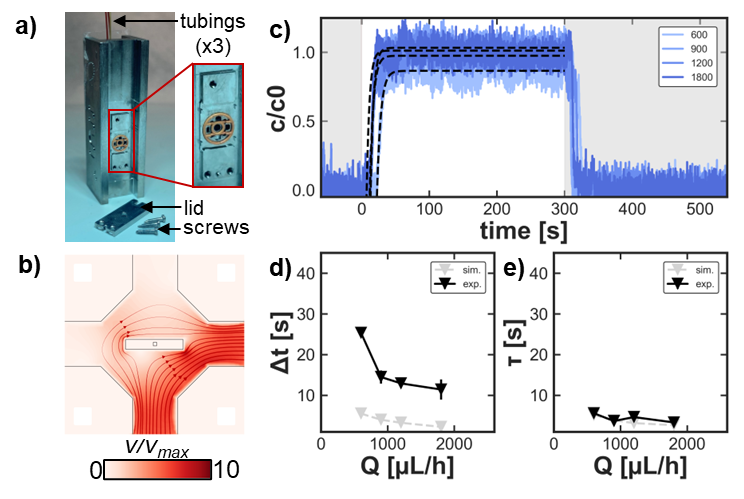 a)
tubings
(x3)
lid
screws
b)
v/vmax
0
10
c)
c/c0
1.0
0.5
0.0
600
900
1200
1800
0 100 200 300 400 500
time [s]
d)
Δt [s]
40
30
20
10
sim.
exp.
0 1000 2000
Q [µL/h]
e)
τ [s]
40
30
20
10
sim.
exp.
0 1000 2000
Q [µL/h]